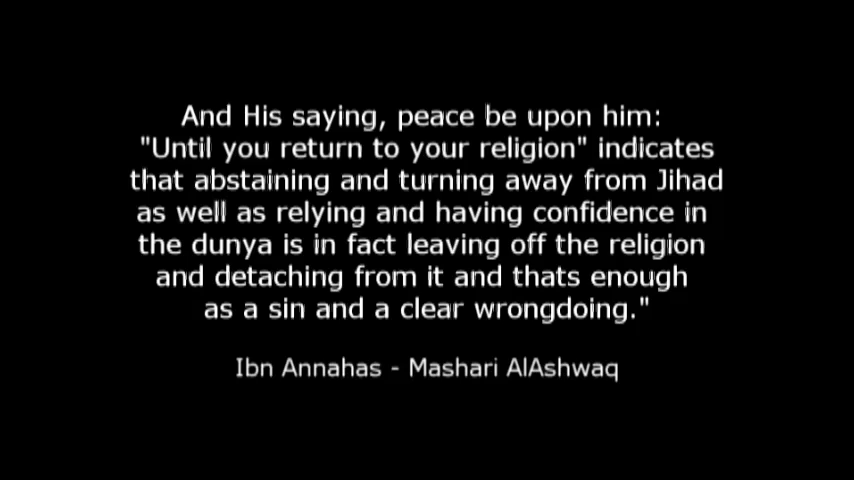 And His saying, peace be upon him:
"Until you return to your religion" indicates
that abstaining and turning away from Jihad
as well as relying and having confidence in
the dunya is in fact leaving off the religion
and detaching from it and thats enough
as a sin and a clear wrongdoing."
Ibn Annahas - Mashari AlAshwaq